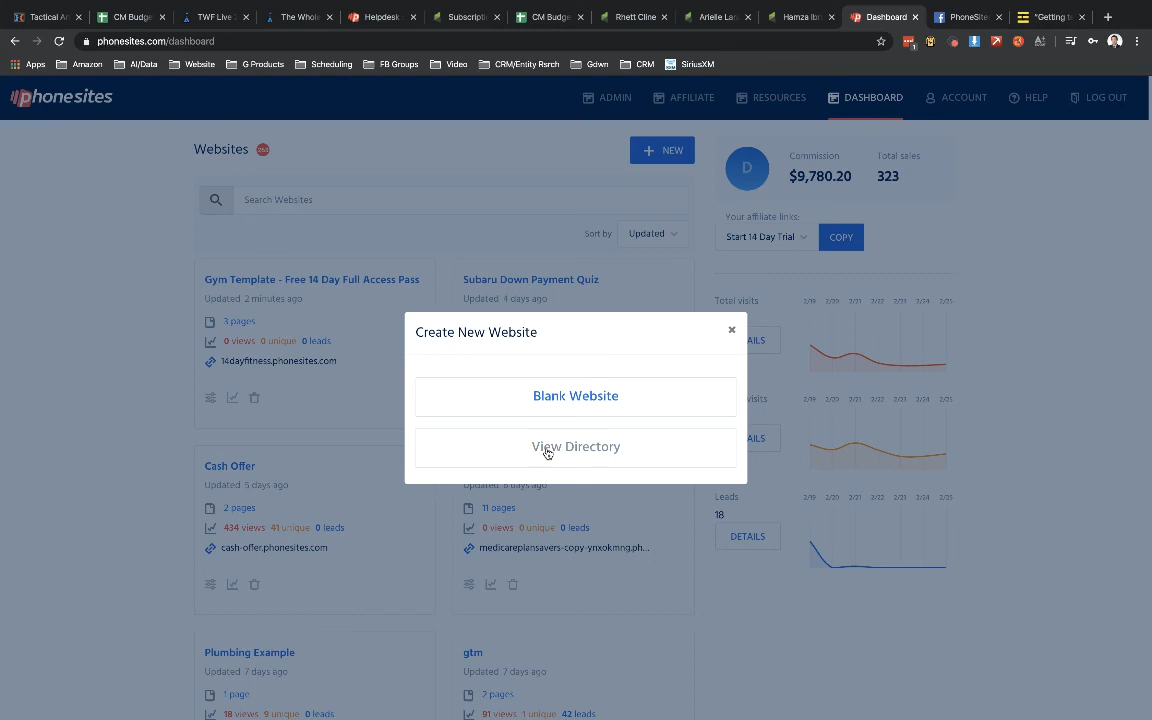 Tactical Ar
CM Budge
TWF Live
The Whole
Helpdesk
Subscripti
CM Budge
Rhett Cline
Arielle Lar
Hamza Ibr
Dashboard
PhoneSite
"Getting t
phonesites.com/dashboard
1
Apps
Amazon
AI/Data
Website
G Products
Scheduling
FB Groups
Video
CRM/Entity Rsrch
Gdwn
CRM
SiriusXM
phonesites
ADMIN
AFFILIATE
RESOURCES
DASHBOARD
ACCOUNT
HELP
LOG OUT
Websites
+ NEW
Search Websites
Sort by
Updated
D
Commission
$9,780.20
Total sales
323
Your affiliate links:
Start 14 Day Trial
COPY
Gym Template - Free 14 Day Full Access Pass
Updated 2 minutes ago
3 pages
0 views 0 unique 0 leads
14dayfitness.phonesites.com
Subaru Down Payment Quiz
Updated 4 days ago
Create New Website
Blank Website
View Directory
Total visits
2/19 2/20 2/21 2/22 2/23 2/24 2/25
AILS
visits
2/19 2/20 2/21 2/22 2/23 2/24 2/25
AILS
Leads
18
2/19 2/20 2/21 2/22 2/23 2/24 2/25
DETAILS
Cash Offer
Updated 5 days ago
2 pages
434 views 41 unique 0 leads
cash-offer.phonesites.com
11 pages
0 views 0 unique 0 leads
medicareplansavers-copy-ynxokmng.ph...
Plumbing Example
Updated 7 days ago
1 page
18 views 9 unique 0 leads
gtm
Updated 7 days ago
2 pages
91 views 1 unique 42 leads